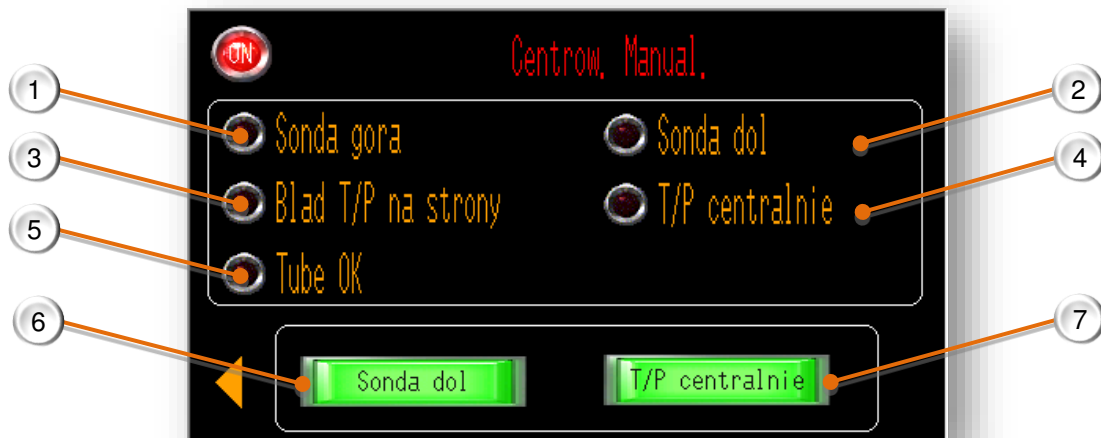 ON
Centrow. Manual.
1
2
Sonda gora
Sonda dol
3
4
Blad T/P na strony
T/P centralnie
5
Tube OK
6
7
Sonda dol
T/P centralnie